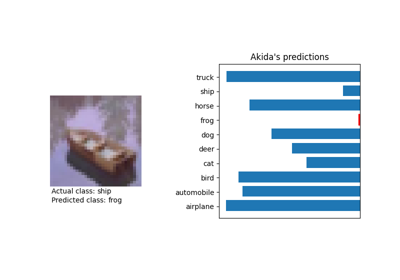 Akida's predictions
truck
ship
horse
frog
dog
deer
cat
bird
automobile
airplane
Actual class: ship
Predicted class: frog